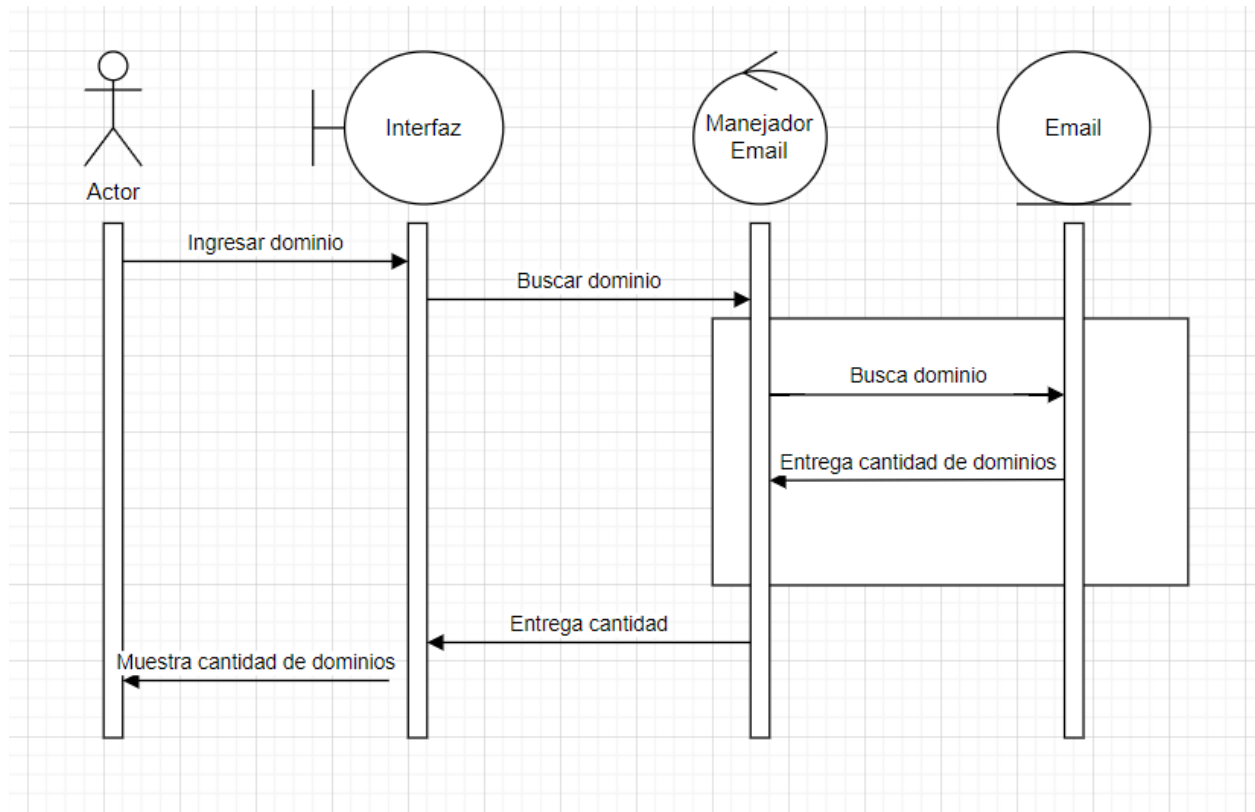 Interfaz
Manejador
Email
Email
Actor
Ingresar dominio
Buscar dominio
Busca dominio
Entrega cantidad de dominios
Entrega cantidad
Muestra cantidad de dominios